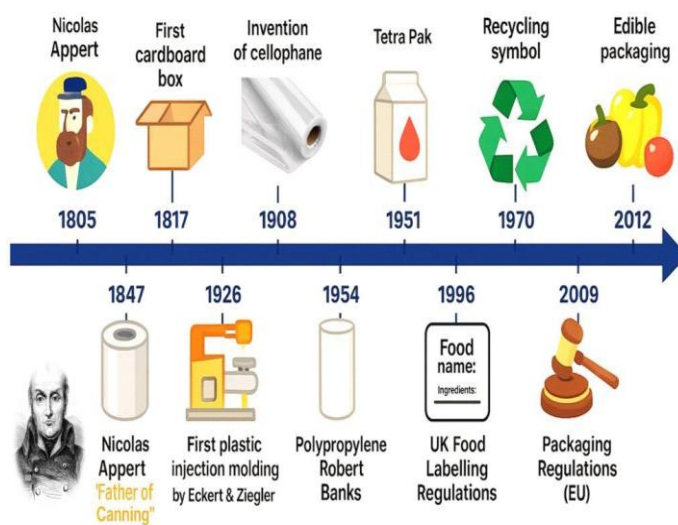 Nicolas
Appert
First
cardboard
box
Invention
of cellophane
Tetra Pak
Recycling
symbol
Edible
packaging
1805
1817
1908
1951
1970
2012
1847
1926
1954
1996
2009
Food
name:
Ingredients:
Nicolas
Appert
'Father of
Canning"
First plastic
injection molding
by Eckert & Ziegler
Polypropylene
Robert
Banks
UK Food
Labelling
Regulations
Packaging
Regulations
(EU)